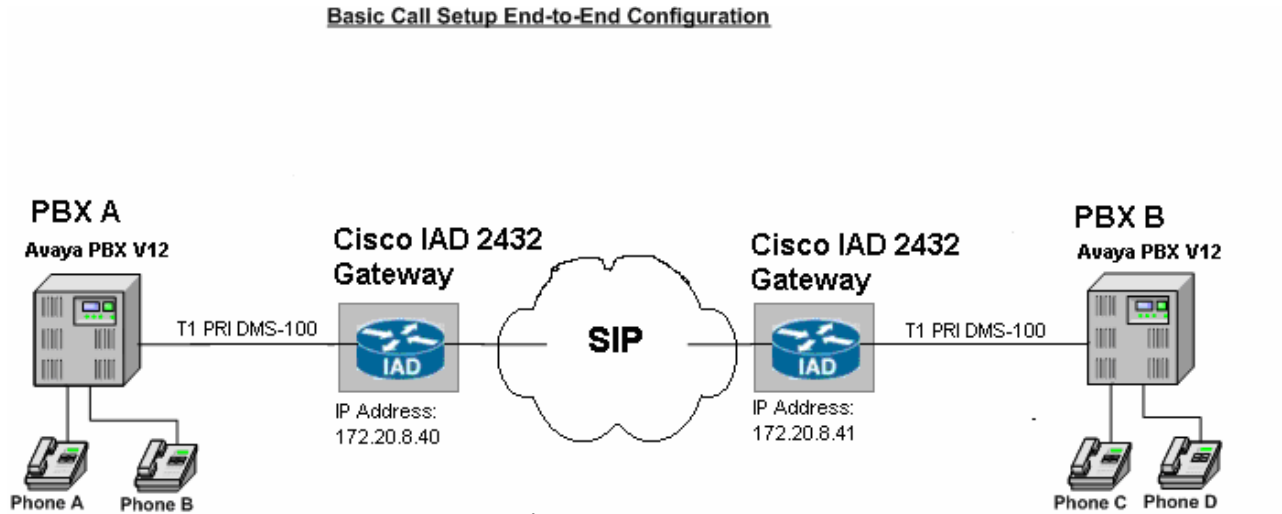 Basic Call Setup End-to-End Configuration
PBX A
Avaya PBX V12
Cisco IAD 2432
Gateway
T1 PRI DMS-100
IAD
IP Address:
172.20.8.40
SIP
Cisco IAD 2432
Gateway
IAD
IP Address:
172.20.8.41
T1 PRI DMS-100
PBX B
Avaya PBX V12
Phone A
Phone B
Phone C
Phone D